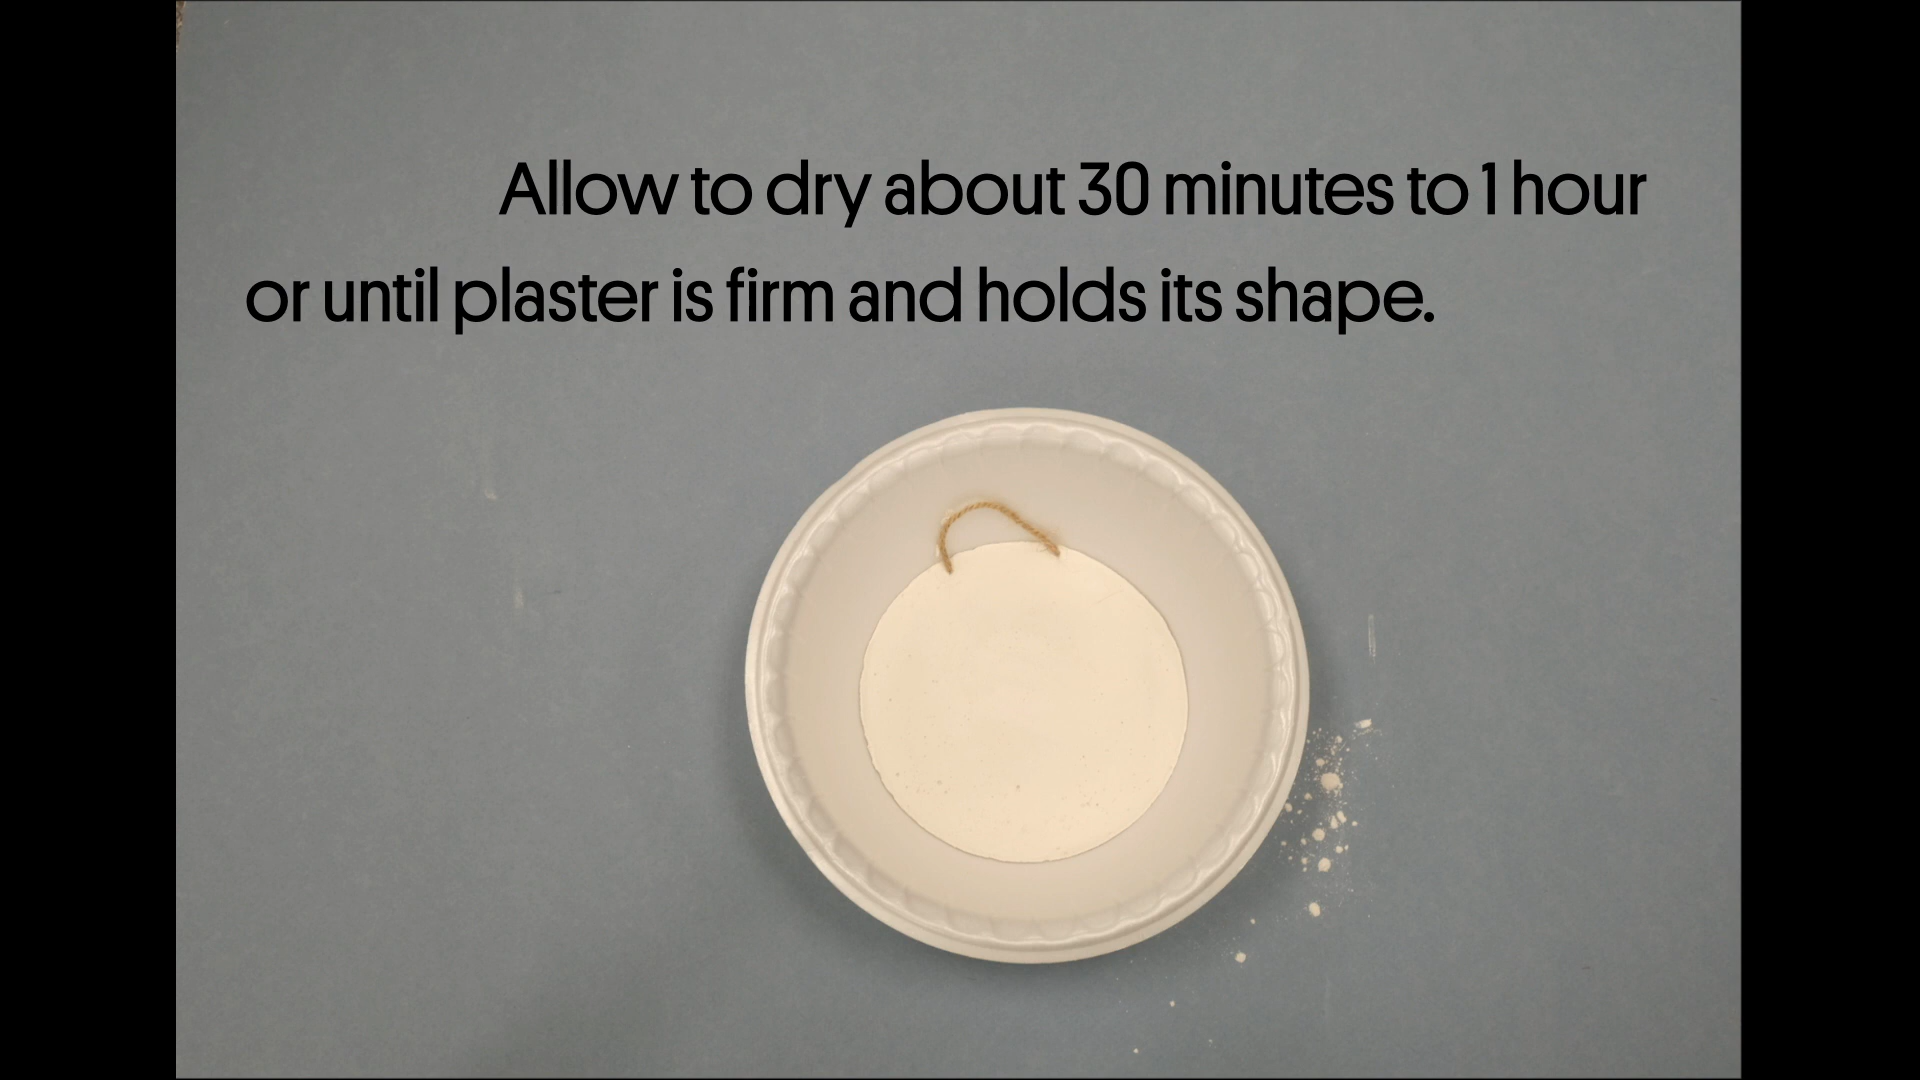 Allow to dry about 30 minutes to 1 hour
or until plaster is firm and holds its shape.